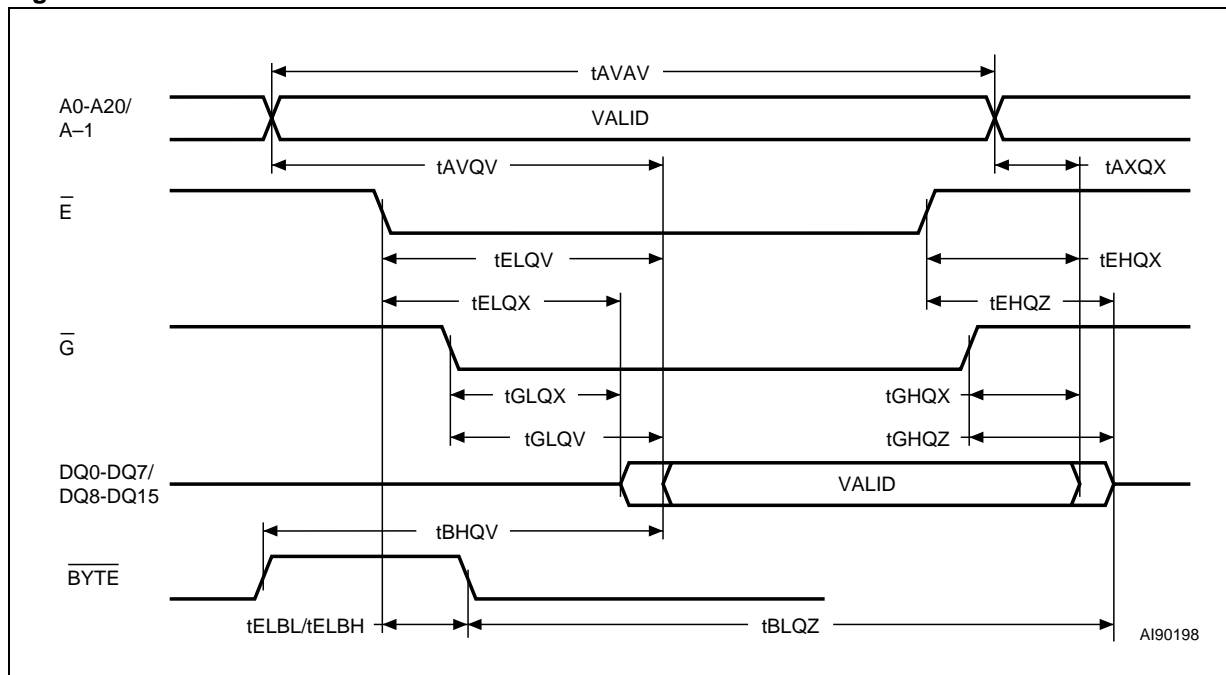 tAVAV
A0-A20/
A–1
VALID
tAVQV
tAXQX
E
tELQV
tEHQX
tELQX
tEHQZ
G
tGLQX
tGHQX
tGLQV
tGHQZ
DQ0-DQ7/
DQ8-DQ15
VALID
tBHQV
BYTE
tELBL/tELBH
tBLQZ
AI90198